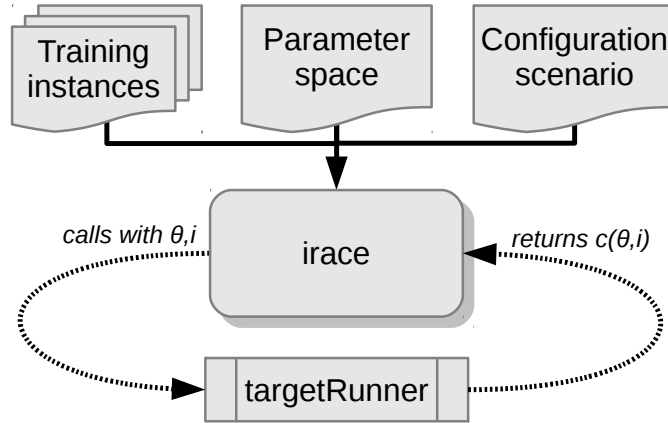 Training
instances
Parameter
space
Configuration
scenario
calls with θ,i
irace
returns c(θ,i)
targetRunner